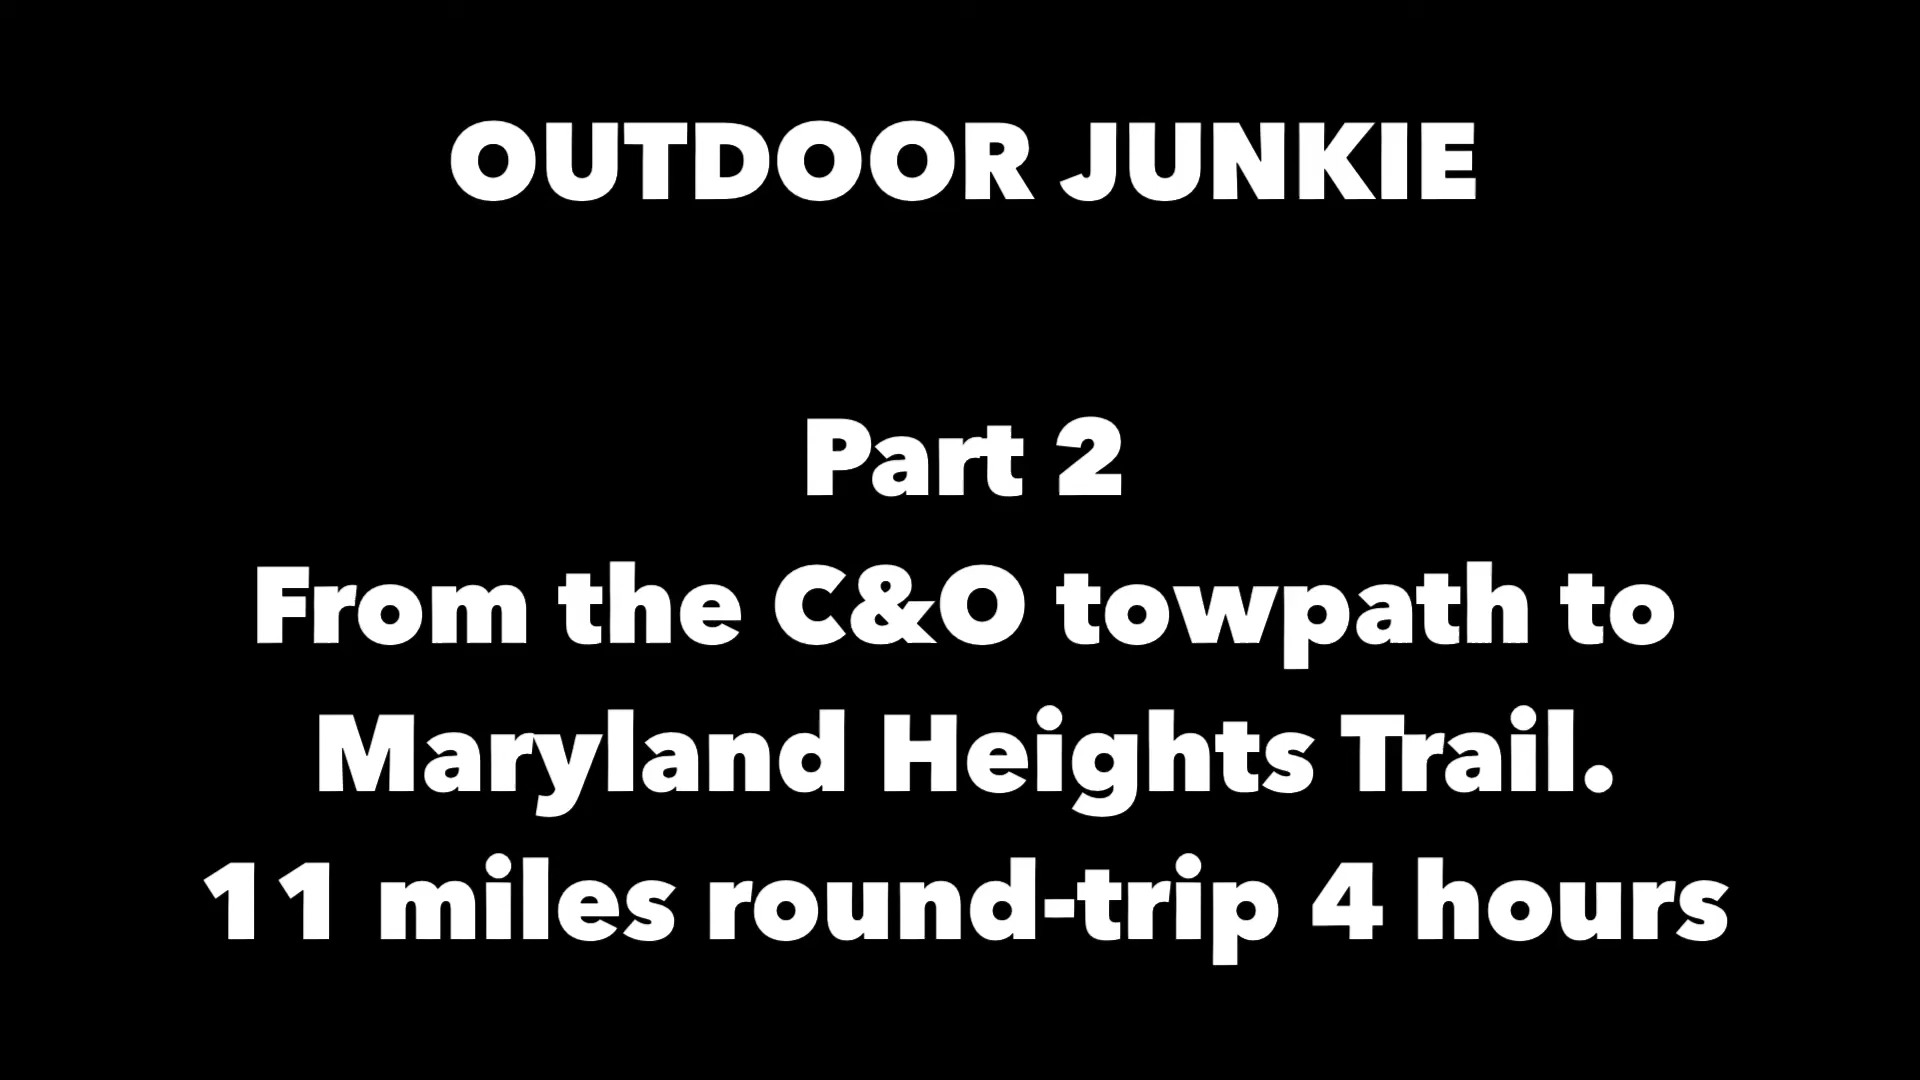 OUTDOOR JUNKIE
Part 2
From the C&O towpath to
Maryland Heights Trail.
11 miles round-trip 4 hours